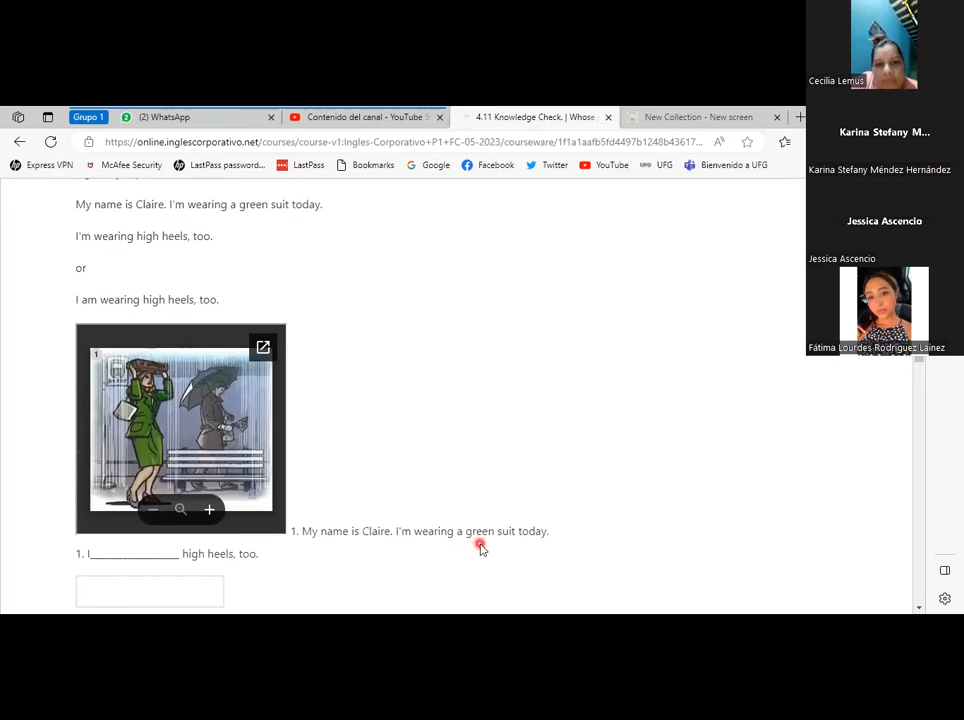 Cecilia Lemus
Grupo 1
(2) WhatsApp
Contenido del canal - YouTube S
4.11 Knowledge Check. | Whose
New Collection - New screen
Karina Stefany M...
https://online.inglescorporativo.net/courses/course-v1:Ingles-Corporativo+P1+FC-05-2023/courseware/1f1a1aafb5fd4497b1248b43617...
Express VPN
McAfee Security
LastPass password...
LastPass
Bookmarks
Google
Facebook
Twitter
YouTube
UFG
Bienvenido a UFG
Karina Stefany Méndez Hernández
My name is Claire. I'm wearing a green suit today.
Jessica Ascencio
I'm wearing high heels, too.
Jessica Ascencio
or
I am wearing high heels, too.
Fátima Lourdes Rodriguez Lainez
1
1. My name is Claire. I'm wearing a green suit today.
1. I_________________ high heels, too.